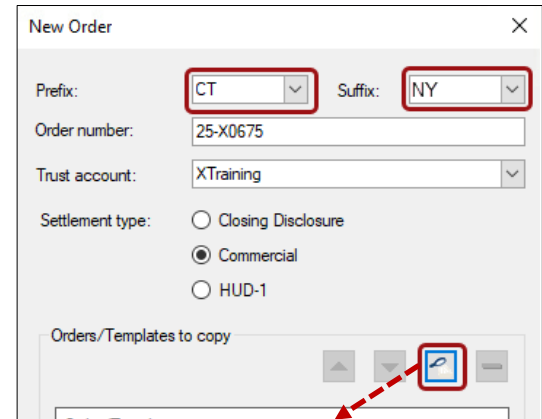 New Order
Prefix: CT Suffix: NY
Order number: 25-X0675
Trust account: XTraining
Settlement type: Closing Disclosure
Commercial
HUD-1
Orders/Templates to copy